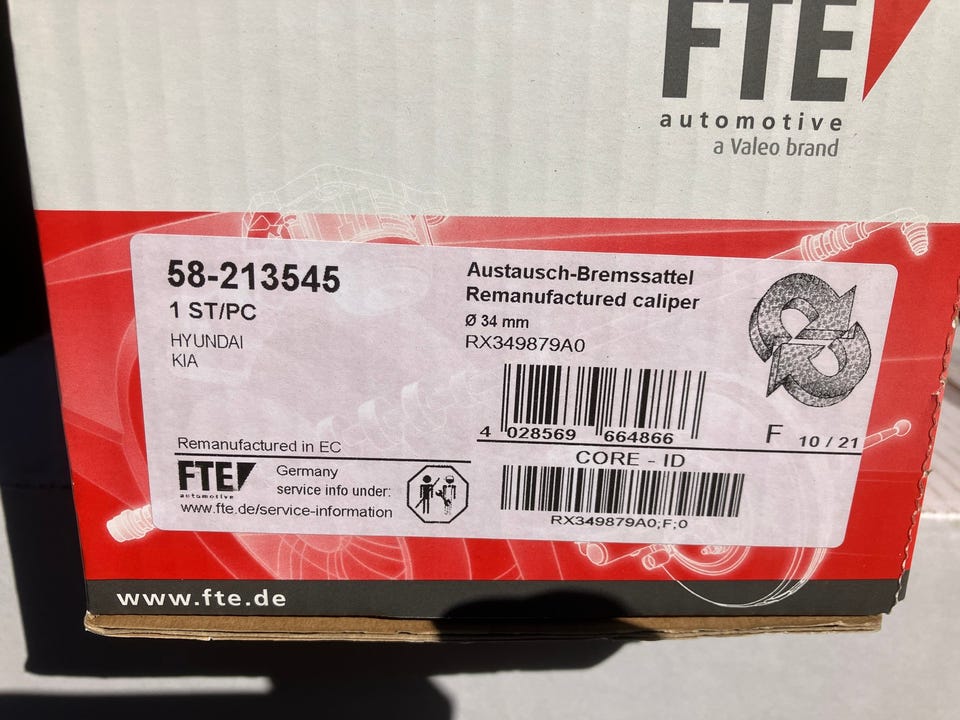 FTE
automotive
a Valeo brand
58-213545
1 ST/PC
HYUNDAI
KIA
Austausch-Bremssattel
Remanufactured caliper
Ø 34 mm
RX349879A0
4 028569 664866
F 10 / 21
Remanufactured in EC
FTE
automotive
Germany
service info under:
www.fte.de/service-information
CORE - ID
RX349879A0;F;0
www.fte.de